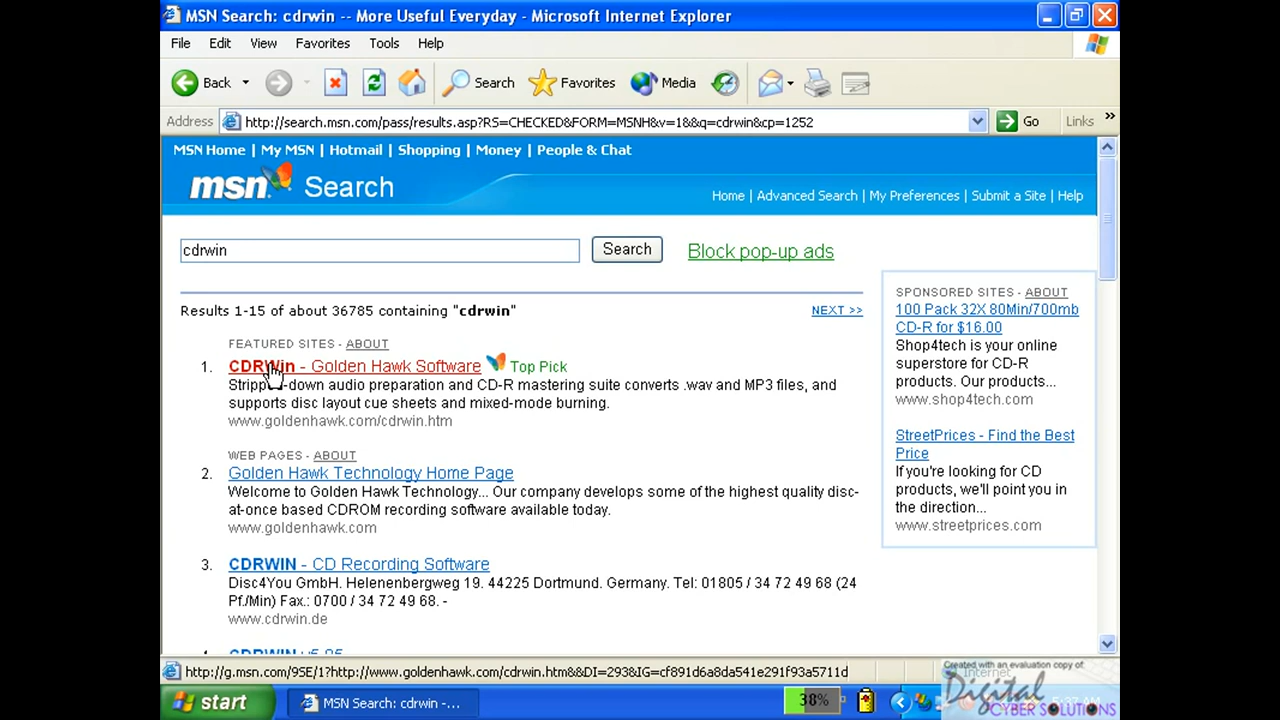 MSN Search: cdrwin -- More Useful Everyday - Microsoft Internet Explorer
File Edit View Favorites Tools Help
Back Search Favorites Media
Address http://search.msn.com/pass/results.asp?RS=CHECKED&FORM=MSNH&v=1&&q=cdrwin&cp=1252 Go Links »
MSN Home | My MSN | Hotmail | Shopping | Money | People & Chat
msn Search
Home | Advanced Search | My Preferences | Submit a Site | Help
cdrwin Search Block pop-up ads
Results 1-15 of about 36785 containing "cdrwin" NEXT >>
FEATURED SITES - ABOUT
1. CDRWin - Golden Hawk Software Top Pick
Stripped-down audio preparation and CD-R mastering suite converts .wav and MP3 files, and
supports disc layout cue sheets and mixed-mode burning.
www.goldenhawk.com/cdrwin.htm
WEB PAGES - ABOUT
2. Golden Hawk Technology Home Page
Welcome to Golden Hawk Technology... Our company develops some of the highest quality disc-
at-once based CDROM recording software available today.
www.goldenhawk.com
3. CDRWIN - CD Recording Software
Disc4You GmbH. Helenenbergweg 19. 44225 Dortmund. Germany. Tel: 01805 / 34 72 49 68 (24
Pf./Min) Fax.: 0700 / 34 72 49 68. -
www.cdrwin.de
SPONSORED SITES - ABOUT
100 Pack 32X 80Min/700mb
CD-R for $16.00
Shop4tech is your online
superstore for CD-R
products. Our products...
www.shop4tech.com
StreetPrices - Find the Best
Price
If you're looking for CD
products, we'll point you in
the direction...
www.streetprices.com
http://g.msn.com/9SE/1?http://www.goldenhawk.com/cdrwin.htm&&DI=293&IG=cf891d6a8da541e291f93a5711d
Created with an evaluation copy of
start MSN Search: cdrwin -... 38%
Digital
CYBER SOLUTIONS